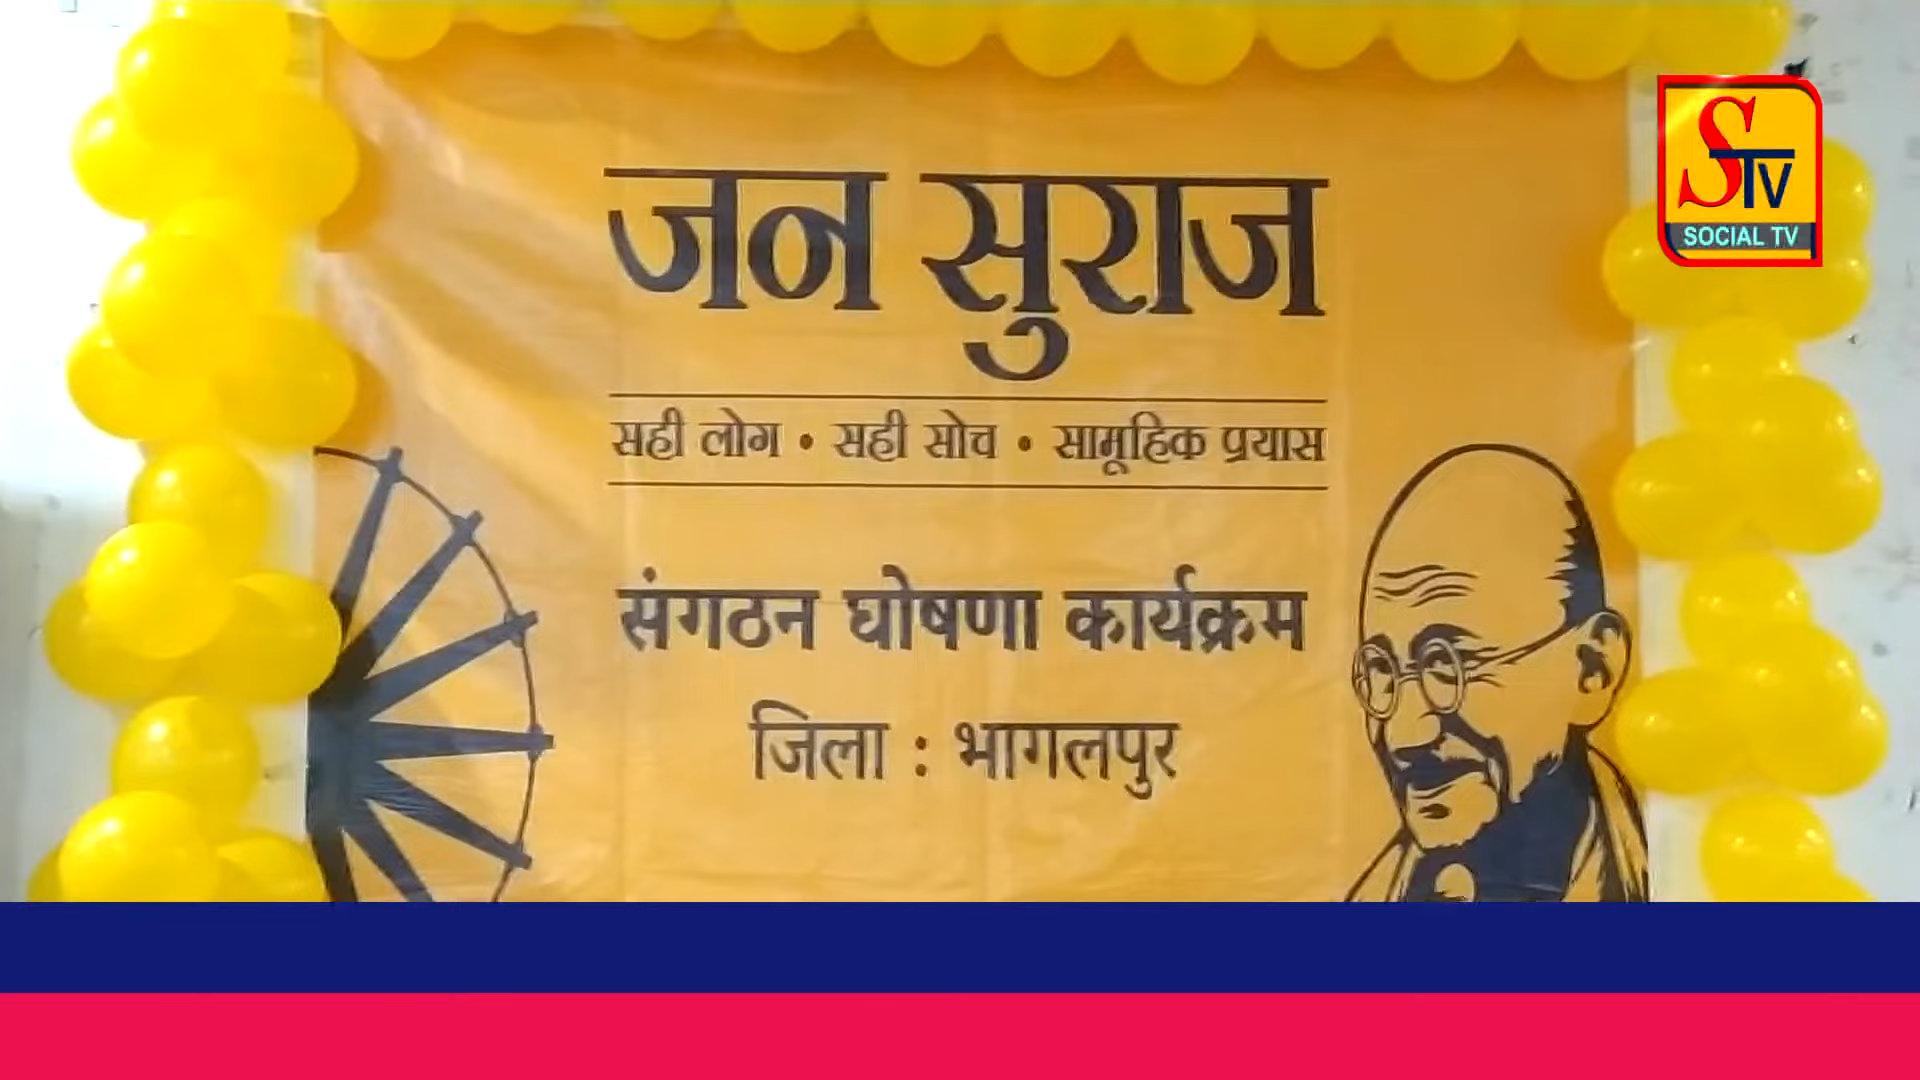 जन सुराज
सही लोग • सही सोच • सामूहिक प्रयास
संगठन घोषणा कार्यक्रम
जिला : भागलपुर
STV
SOCIAL TV